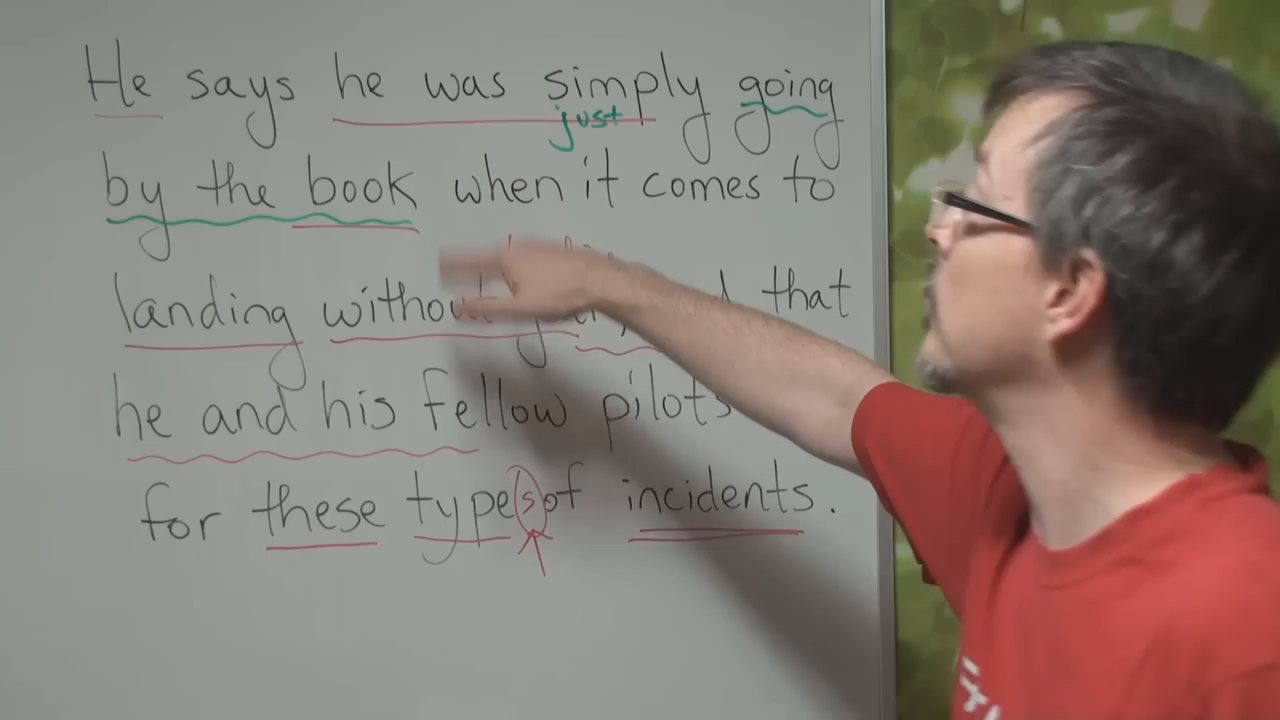 He says he was simply going
just
by the book when it comes to
landing without that
he and his fellow pilots
for these types of incidents.